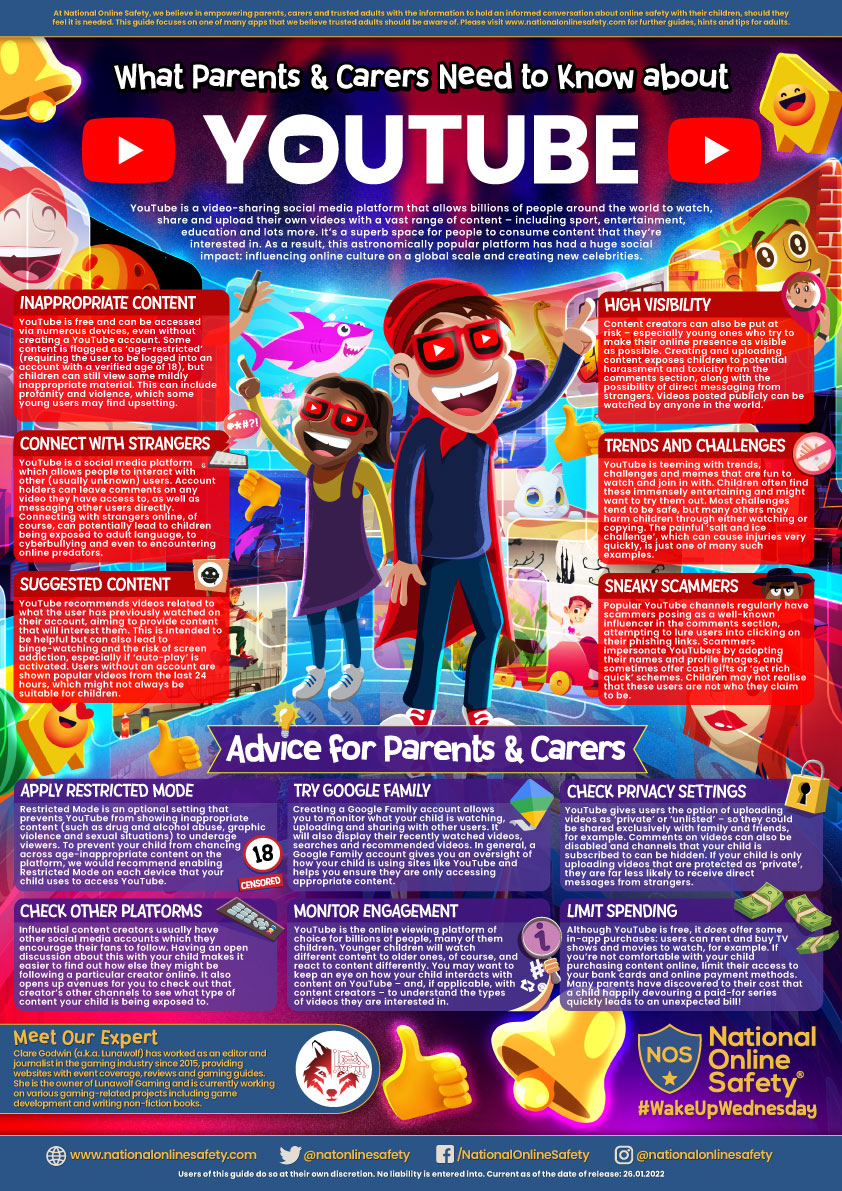 At National Online Safety, we believe in empowering parents, carers and trusted adults with the information to hold an informed conversation about online safety with their children, should they
feel it is needed. This guide focuses on one of many apps that we believe trusted adults should be aware of. Please visit www.nationalonlinesafety.com for further guides, hints and tips for adults.
What Parents & Carers Need to Know about
YOUTUBE
YouTube is a video-sharing social media platform that allows billions of people around the world to watch,
share and upload their own videos with a vast range of content – including sport, entertainment,
education and lots more. It's a superb space for people to consume content that they're
interested in. As a result, this astronomically popular platform has had a huge social
impact: influencing online culture on a global scale and creating new celebrities.
INAPPROPRIATE CONTENT
YouTube is free and can be accessed
via numerous devices, even without
creating a YouTube account. Some
content is flagged as 'age-restricted'
(requiring the user to be logged into an
account with a verified age of 18), but
children can still view some mildly
inappropriate material. This can include
profanity and violence, which some
young users may find upsetting.
CONNECT WITH STRANGERS
@*#?!
YouTube is a social media platform
which allows people to interact with
other (usually unknown) users. Account
holders can leave comments on any
video they have access to, as well as
messaging other users directly.
Connecting with strangers online, of
course, can potentially lead to children
being exposed to adult language, to
cyberbullying and even to encountering
online predators.
SUGGESTED CONTENT
YouTube recommends videos related to
what the user has previously watched on
their account, aiming to provide content
that will interest them. This is intended to
be helpful but can also lead to
binge-watching and the risk of screen
addiction, especially if 'auto-play' is
activated. Users without an account are
shown popular videos from the last 24
hours, which might not always be
suitable for children.
HIGH VISIBILITY
Content creators can also be put at
risk – especially young ones who try to
make their online presence as visible
as possible. Creating and uploading
content exposes children to potential
harassment and toxicity from the
comments section, along with the
possibility of direct messaging from
strangers. Videos posted publicly can be
watched by anyone in the world.
TRENDS AND CHALLENGES
YouTube is teeming with trends,
challenges and memes that are fun to
watch and join in with. Children often find
these immensely entertaining and might
want to try them out. Most challenges
tend to be safe, but many others may
harm children through either watching or
copying. The painful 'salt and ice
challenge', which can cause injuries very
quickly, is just one of many such
examples.
SNEAKY SCAMMERS
Popular YouTube channels regularly have
scammers posing as a well-known
influencer in the comments section,
attempting to lure users into clicking on
their phishing links. Scammers
impersonate YouTubers by adopting
their names and profile images, and
sometimes offer cash gifts or 'get rich
quick' schemes. Children may not realise
that these users are not who they claim
to be.
Advice for Parents & Carers
APPLY RESTRICTED MODE
Restricted Mode is an optional setting that
prevents YouTube from showing inappropriate
content (such as drug and alcohol abuse, graphic
violence and sexual situations) to underage
viewers. To prevent your child from chancing
across age-inappropriate content on the
platform, we would recommend enabling
Restricted Mode on each device that your
child uses to access YouTube.
18
CENSORED
TRY GOOGLE FAMILY
Creating a Google Family account allows
you to monitor what your child is watching,
uploading and sharing with other users. It
will also display their recently watched videos,
searches and recommended videos. In general, a
Google Family account gives you an oversight of
how your child is using sites like YouTube and
helps you ensure they are only accessing
appropriate content.
CHECK PRIVACY SETTINGS
YouTube gives users the option of uploading
videos as 'private' or 'unlisted' – so they could
be shared exclusively with family and friends,
for example. Comments on videos can also be
disabled and channels that your child is
subscribed to can be hidden. If your child is only
uploading videos that are protected as 'private',
they are far less likely to receive direct
messages from strangers.
CHECK OTHER PLATFORMS
Influential content creators usually have
other social media accounts which they
encourage their fans to follow. Having an open
discussion about this with your child makes it
easier to find out how else they might be
following a particular creator online. It also
opens up avenues for you to check out that
creator's other channels to see what type of
content your child is being exposed to.
MONITOR ENGAGEMENT
YouTube is the online viewing platform of
choice for billions of people, many of them
children. Younger children will watch
different content to older ones, of course, and
react to content differently. You may want to
keep an eye on how your child interacts with
content on YouTube – and, if applicable, with
content creators – to understand the types
of videos they are interested in.
LIMIT SPENDING
Although YouTube is free, it does offer some
in-app purchases: users can rent and buy TV
shows and movies to watch, for example. If
you're not comfortable with your child
purchasing content online, limit their access to
your bank cards and online payment methods.
Many parents have discovered to their cost that
a child happily devouring a paid-for series
quickly leads to an unexpected bill!
Meet Our Expert
Clare Godwin (a.k.a. Lunawolf) has worked as an editor and
journalist in the gaming industry since 2015, providing
websites with event coverage, reviews and gaming guides.
She is the owner of Lunawolf Gaming and is currently working
on various gaming-related projects including game
development and writing non-fiction books.
NOS
National
Online
Safety®
#WakeUpWednesday
www.nationalonlinesafety.com
@natonlinesafety
/NationalOnlineSafety
@nationalonlinesafety
Users of this guide do so at their own discretion. No liability is entered into. Current as of the date of release: 26.01.2022